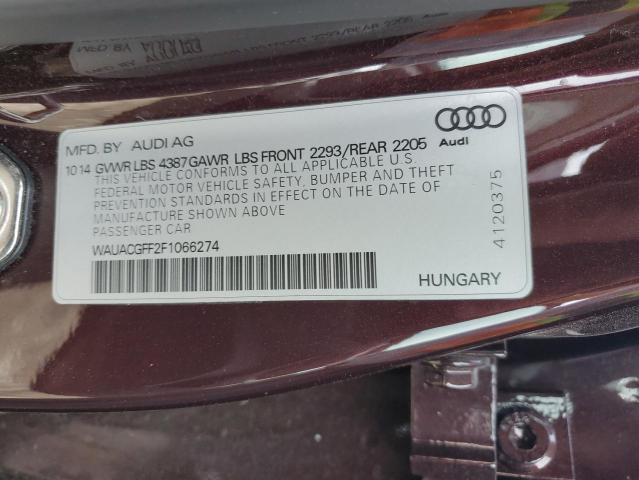 MFD. BY AUDI AG
10 14 GVWR LBS 4387 GAWR LBS FRONT 2293/REAR 2205
Audi
THIS VEHICLE CONFORMS TO ALL APPLICABLE U.S.
FEDERAL MOTOR VEHICLE SAFETY, BUMPER AND THEFT
PREVENTION STANDARDS IN EFFECT ON THE DATE OF
MANUFACTURE SHOWN ABOVE
PASSENGER CAR
WAUACGFF2F1066274
HUNGARY
4120375